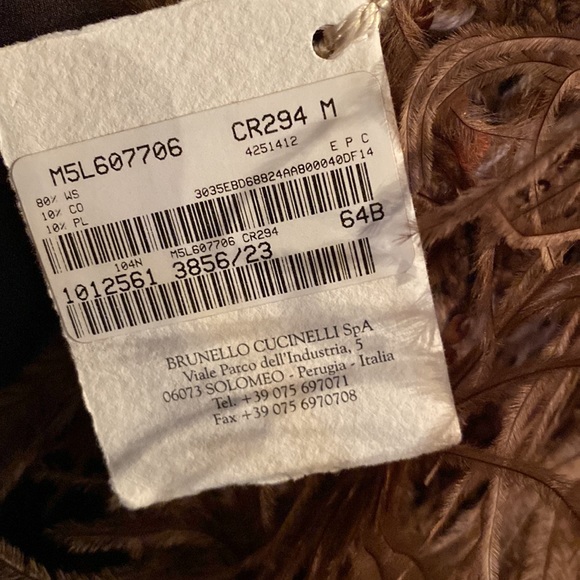 M5L607706 CR294 M
4251412
80% WS E P C
10% CO 3035EBD6B824AA800040DF14
10% PL
104N M5L607706 CR294 64B
1012561 3856/23
BRUNELLO CUCINELLI SpA
Viale Parco dell'Industria, 5
06073 SOLOMEO - Perugia - Italia
Tel. +39 075 697071
Fax +39 075 6970708